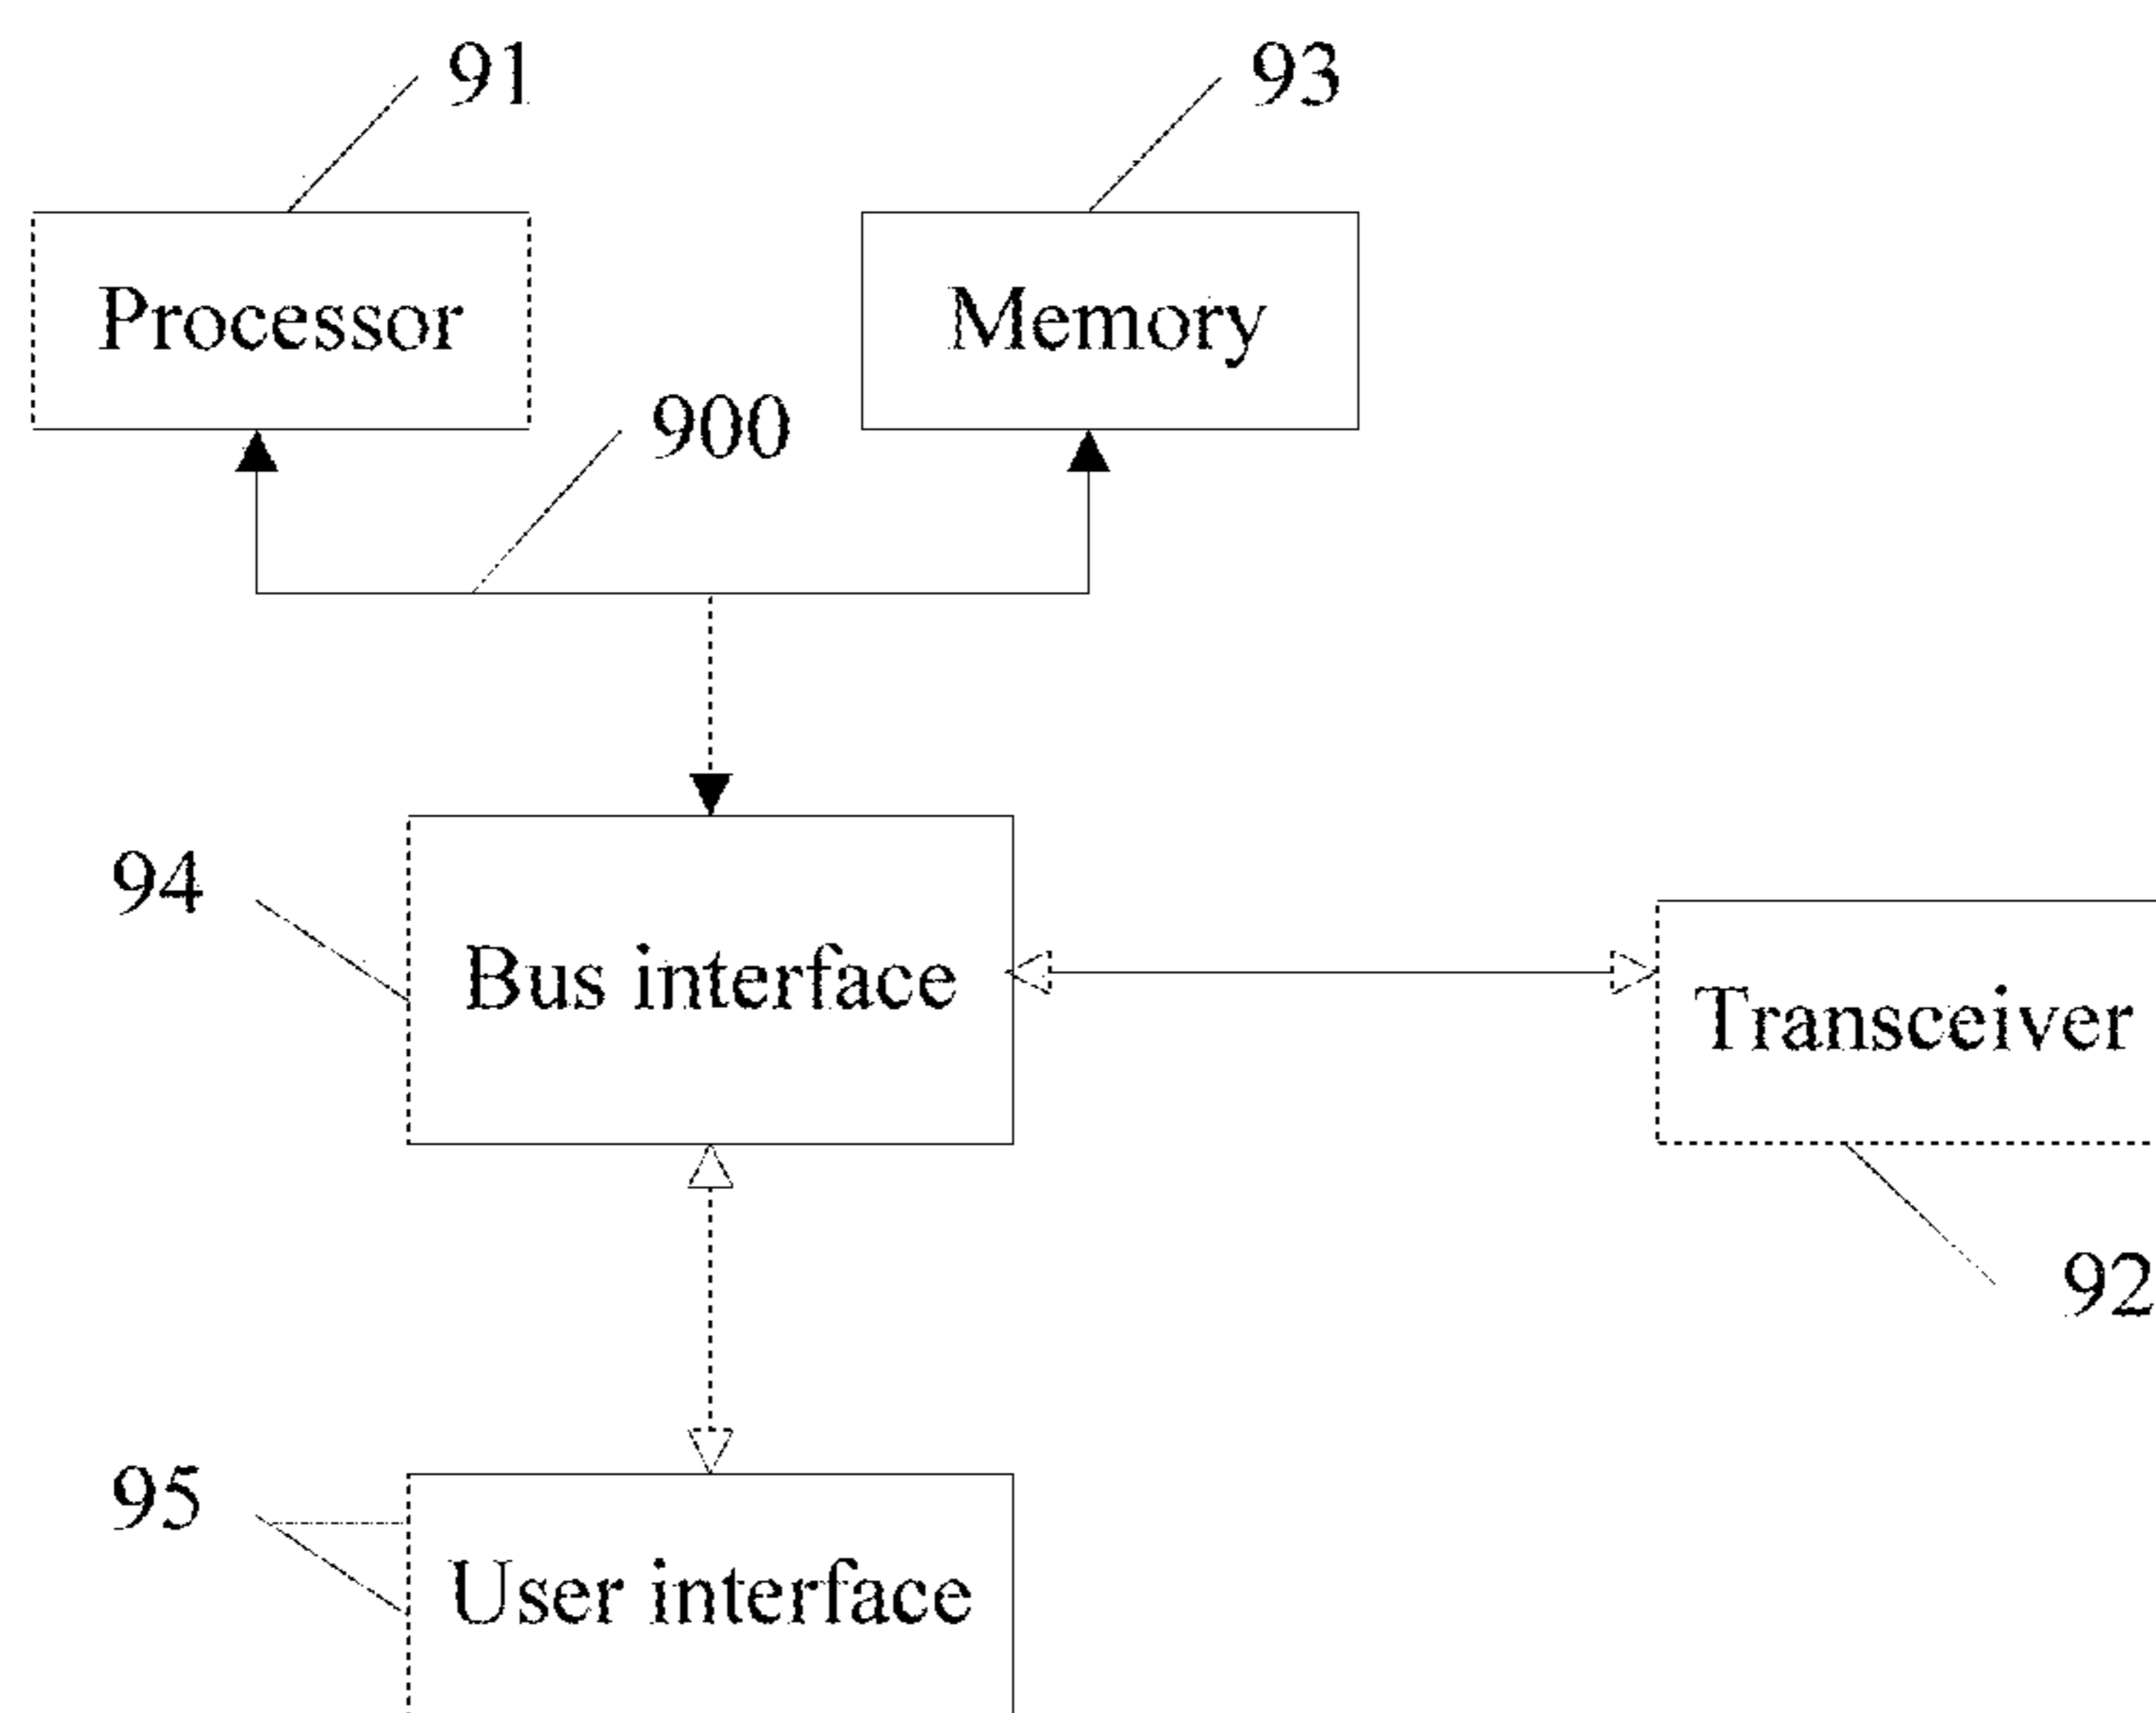 91
93
Processor
Memory
900
94
Bus interface
Transceiver
92
95
User interface